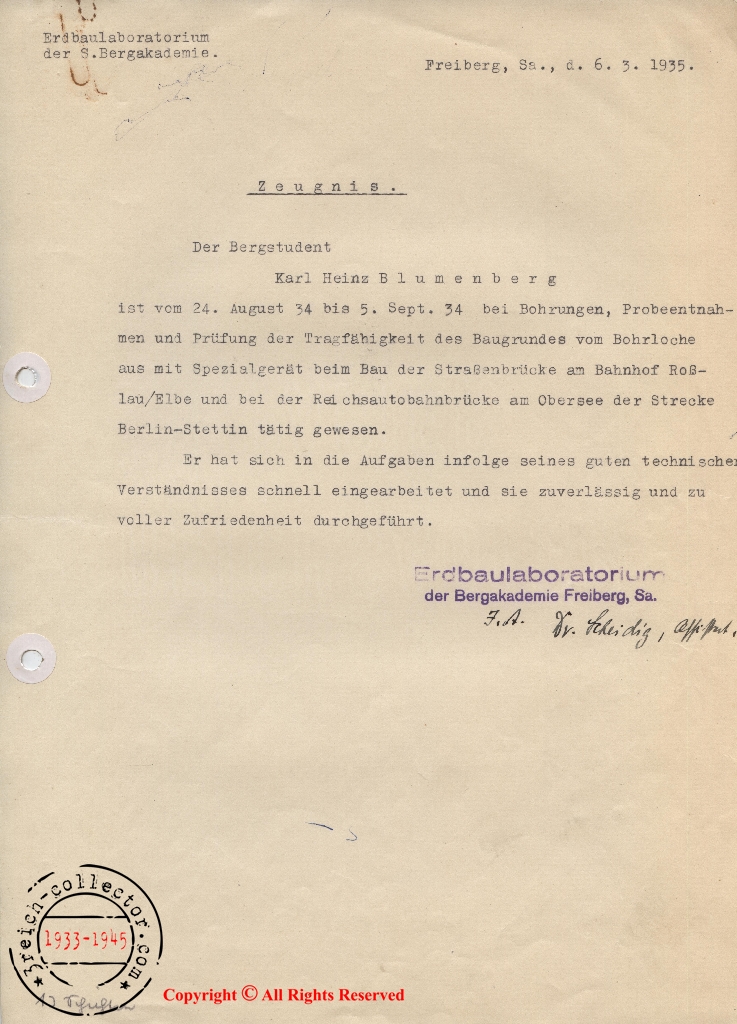 Erdbaulaboratorium
der S.Bergakademie.
Freiberg, Sa., d. 6. 3. 1935.
Zeugnis.
Der Bergstudent
Karl Heinz Blumenberg
ist vom 24. August 34 bis 5. Sept. 34 bei Bohrungen, Probeentnah-
men und Prüfung der Tragfähigkeit des Baugrundes vom Bohrloche
aus mit Spezialgerät beim Bau der Straßenbrücke am Bahnhof Roß-
lau/Elbe und bei der Reichsautobahnbrücke am Obersee der Strecke
Berlin-Stettin tätig gewesen.
Er hat sich in die Aufgaben infolge seines guten technischen
Verständnisses schnell eingearbeitet und sie zuverlässig und zu
voller Zufriedenheit durchgeführt.
Erdbaulaboratorium
der Bergakademie Freiberg, Sa.
I.A. Dr. Scheidig, Assistent.
3reich-collector.com
1933-1945
Copyright © All Rights Reserved